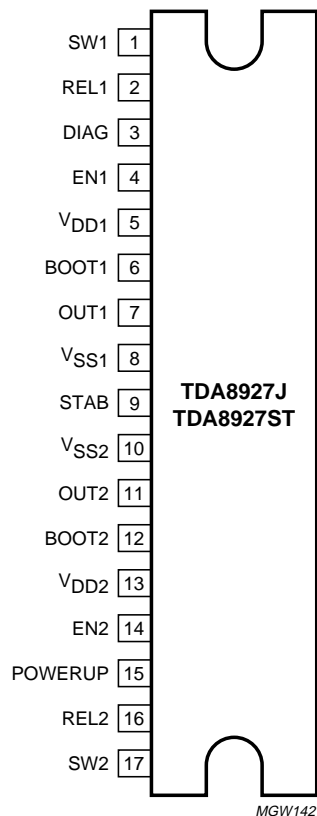 SW1 1
REL1 2
DIAG 3
EN1 4
VDD1 5
BOOT1 6
OUT1 7
VSS1 8
STAB 9
TDA8927J
TDA8927ST
VSS2 10
OUT2 11
BOOT2 12
VDD2 13
EN2 14
POWERUP 15
REL2 16
SW2 17
MGW142